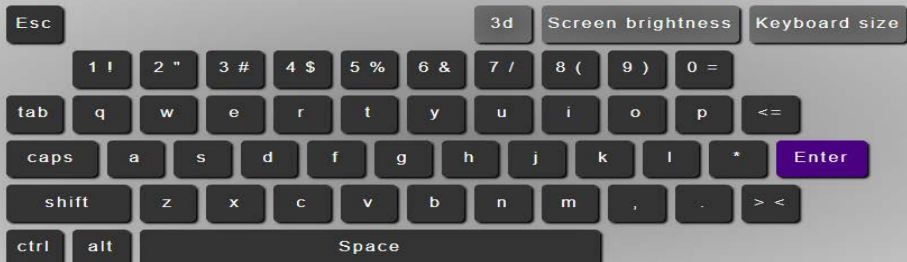 Esc 3d Screen brightness Keyboard size
1 ! 2 " 3 # 4 $ 5 % 6 & 7 / 8 ( 9 ) 0 =
tab q w e r t y u i o p <=
caps a s d f g h j k l * Enter
shift z x c v b n m , . > <
ctrl alt Space